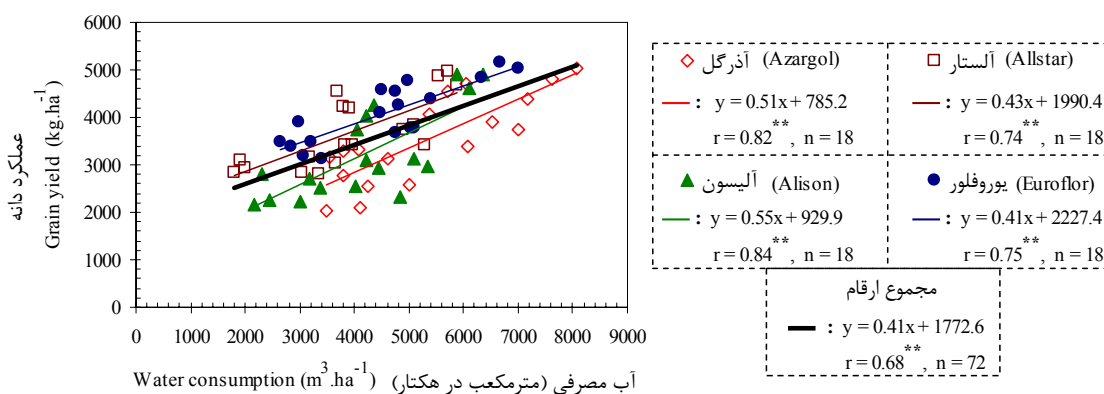 عملکرد دانه
Grain yield (kg.ha⁻¹)
6000
5000
4000
3000
2000
1000
0
0 1000 2000 3000 4000 5000 6000 7000 8000 9000
Water consumption (m³.ha⁻¹) آب مصرفی (مترمکعب در هکتار)
آذرگل (Azargol)
: y = 0.51x + 785.2
r = 0.82**, n = 18
آلستار (Allstar)
: y = 0.43x + 1990.4
r = 0.74**, n = 18
آلیسون (Alison)
: y = 0.55x + 929.9
r = 0.84**, n = 18
یوروفلور (Euroflor)
: y = 0.41x + 2227.4
r = 0.75**, n = 18
مجموع ارقام
: y = 0.41x + 1772.6
r = 0.68**, n = 72